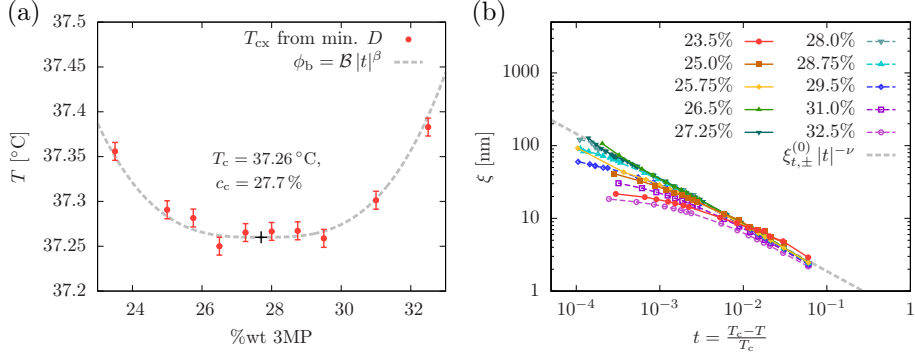 (a)
37.5
37.45
37.4
37.35
37.3
37.25
37.2
T [°C]
T_cx from min. D
ϕ_b = ℬ |t|^β
T_c = 37.26 °C,
c_c = 27.7 %
24 26 28 30 32
%wt 3MP
(b)
1000
100
10
1
ξ [nm]
23.5% 28.0%
25.0% 28.75%
25.75% 29.5%
26.5% 31.0%
27.25% 32.5%
ξ_{t,±}^{(0)} |t|^{-ν}
10^{-4} 10^{-3} 10^{-2} 10^{-1} 1
t = \frac{T_c - T}{T_c}